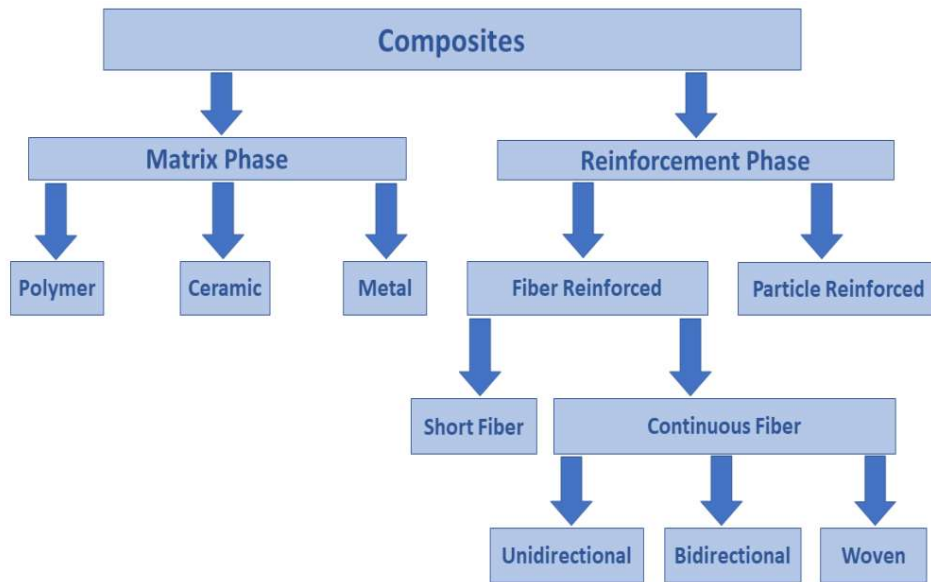 Composites
Matrix Phase
Reinforcement Phase
Polymer
Ceramic
Metal
Fiber Reinforced
Particle Reinforced
Short Fiber
Continuous Fiber
Unidirectional
Bidirectional
Woven